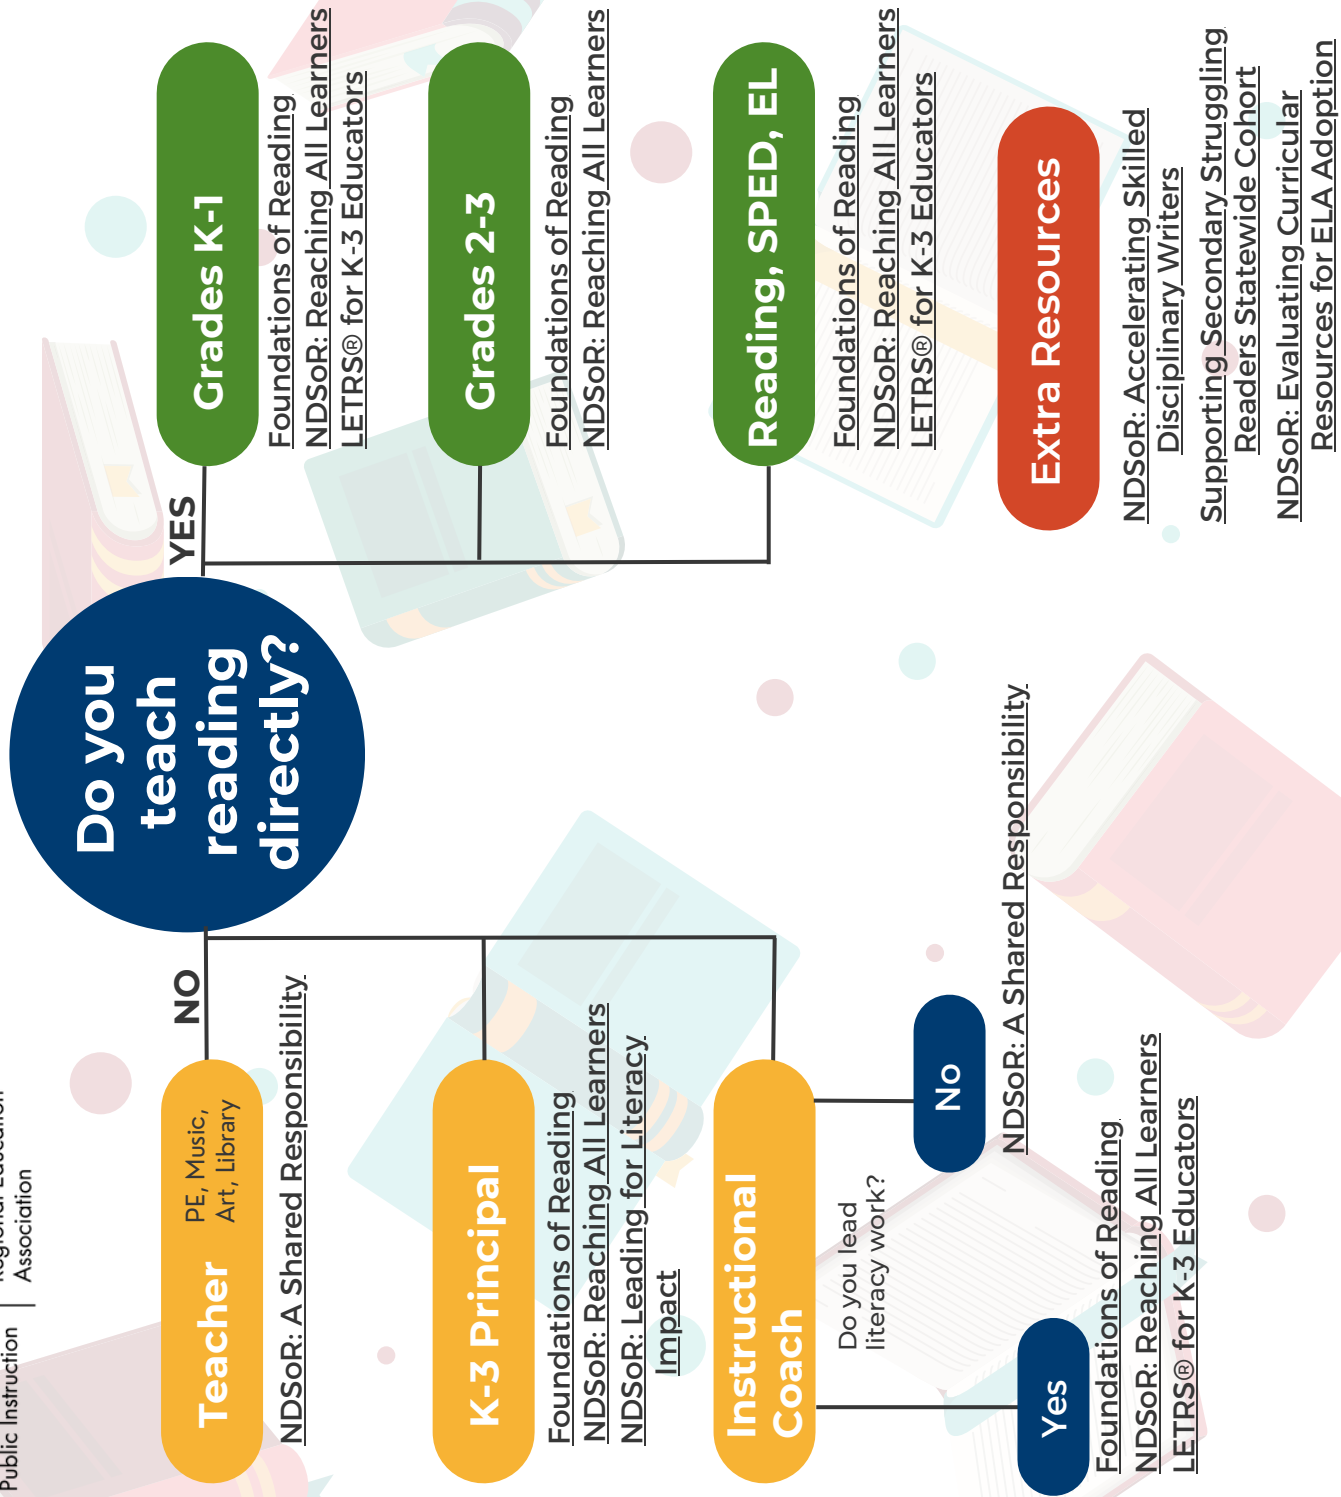 Public Instruction
Regional Education
Association
Do you
teach
reading
directly?
NO
Teacher
PE, Music,
Art, Library
NDSoR: A Shared Responsibility
K-3 Principal
Foundations of Reading
NDSoR: Reaching All Learners
NDSoR: Leading for Literacy
Impact
Instructional
Coach
Do you lead
literacy work?
Yes
Foundations of Reading
NDSoR: Reaching All Learners
LETRS® for K-3 Educators
No
NDSoR: A Shared Responsibility
YES
Grades K-1
Foundations of Reading
NDSoR: Reaching All Learners
LETRS® for K-3 Educators
Grades 2-3
Foundations of Reading
NDSoR: Reaching All Learners
Reading, SPED, EL
Foundations of Reading
NDSoR: Reaching All Learners
LETRS® for K-3 Educators
Extra Resources
NDSoR: Accelerating Skilled
Disciplinary Writers
Supporting Secondary Struggling
Readers Statewide Cohort
NDSoR: Evaluating Curricular
Resources for ELA Adoption